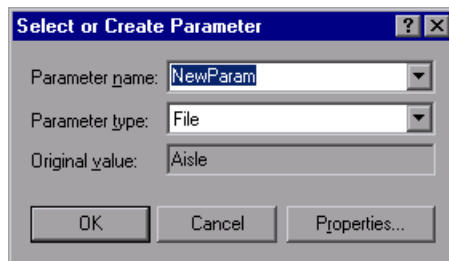 Select or Create Parameter
Parameter name: NewParam
Parameter type: File
Original value: Aisle
OK Cancel Properties...